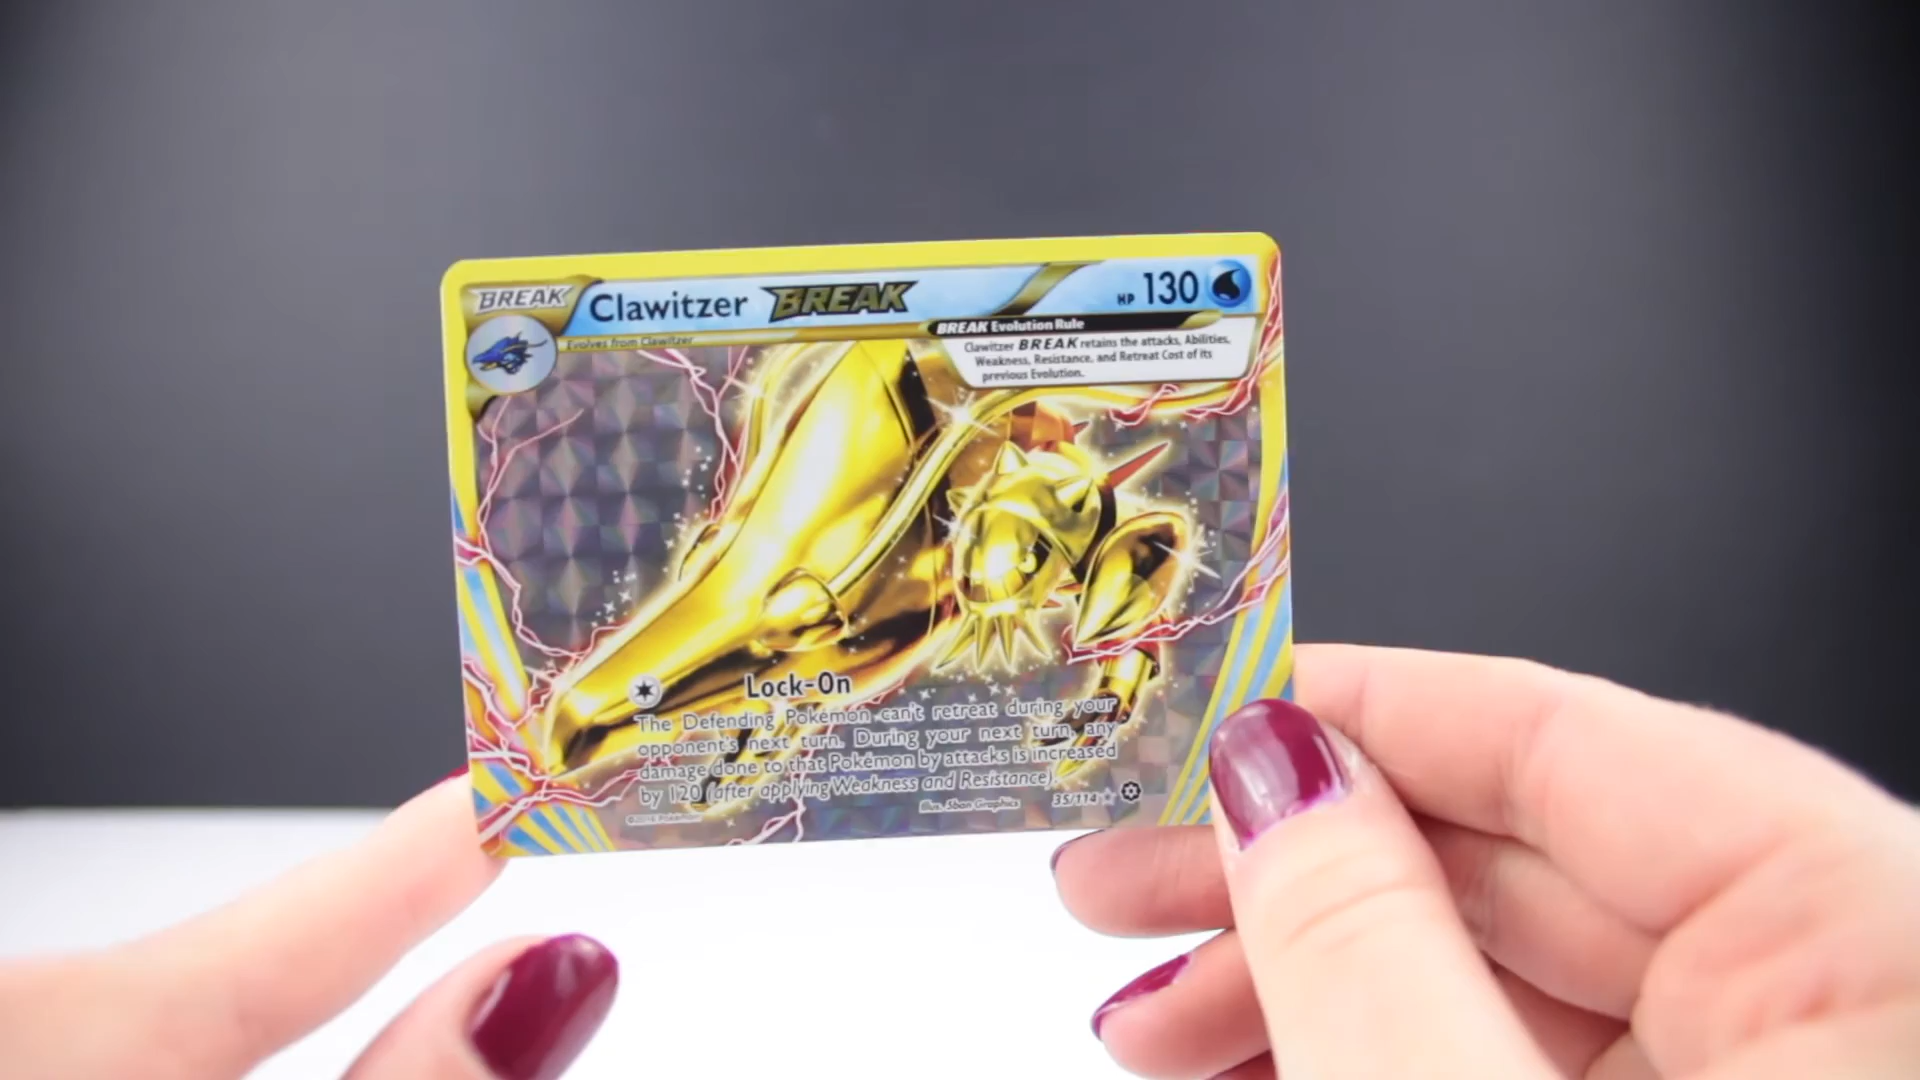 BREAK
Clawitzer BREAK
HP 130
Evolves from Clawitzer
BREAK Evolution Rule
Clawitzer BREAK retains the attacks, Abilities,
Weakness, Resistance, and Retreat Cost of its
previous Evolution.
Lock-On
The Defending Pokémon can't retreat during your
opponent's next turn. During your next turn, any
damage done to that Pokémon by attacks is increased
by 120 (after applying Weakness and Resistance).
Illus. 5ban Graphics
35/114
©2016 Pokémon